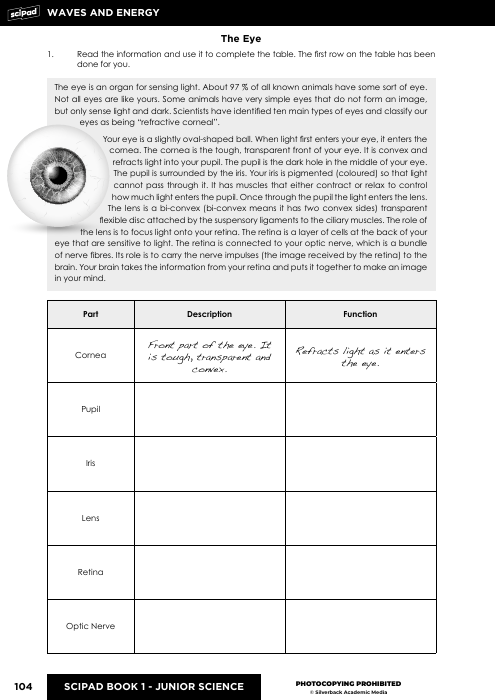 scipad WAVES AND ENERGY
The Eye
1. Read the information and use it to complete the table. The first row on the table has been
done for you.
The eye is an organ for sensing light. About 97 % of all known animals have some sort of eye.
Not all eyes are like yours. Some animals have very simple eyes that do not form an image,
but only sense light and dark. Scientists have identified ten main types of eyes and classify our
eyes as being "refractive corneal".
Your eye is a slightly oval-shaped ball. When light first enters your eye, it enters the
cornea. The cornea is the tough, transparent front of your eye. It is convex and
refracts light into your pupil. The pupil is the dark hole in the middle of your eye.
The pupil is surrounded by the iris. Your iris is pigmented (coloured) so that light
cannot pass through it. It has muscles that either contract or relax to control
how much light enters the pupil. Once through the pupil the light enters the lens.
The lens is a bi-convex (bi-convex means it has two convex sides) transparent
flexible disc attached by the suspensory ligaments to the ciliary muscles. The role of
the lens is to focus light onto your retina. The retina is a layer of cells at the back of your
eye that are sensitive to light. The retina is connected to your optic nerve, which is a bundle
of nerve fibres. Its role is to carry the nerve impulses (the image received by the retina) to the
brain. Your brain takes the information from your retina and puts it together to make an image
in your mind.
Part Description Function
Cornea
Front part of the eye. It
is tough, transparent and
convex.
Refracts light as it enters
the eye.
Pupil
Iris
Lens
Retina
Optic Nerve
104 SCIPAD BOOK 1 - JUNIOR SCIENCE
PHOTOCOPYING PROHIBITED
© Silverback Academic Media